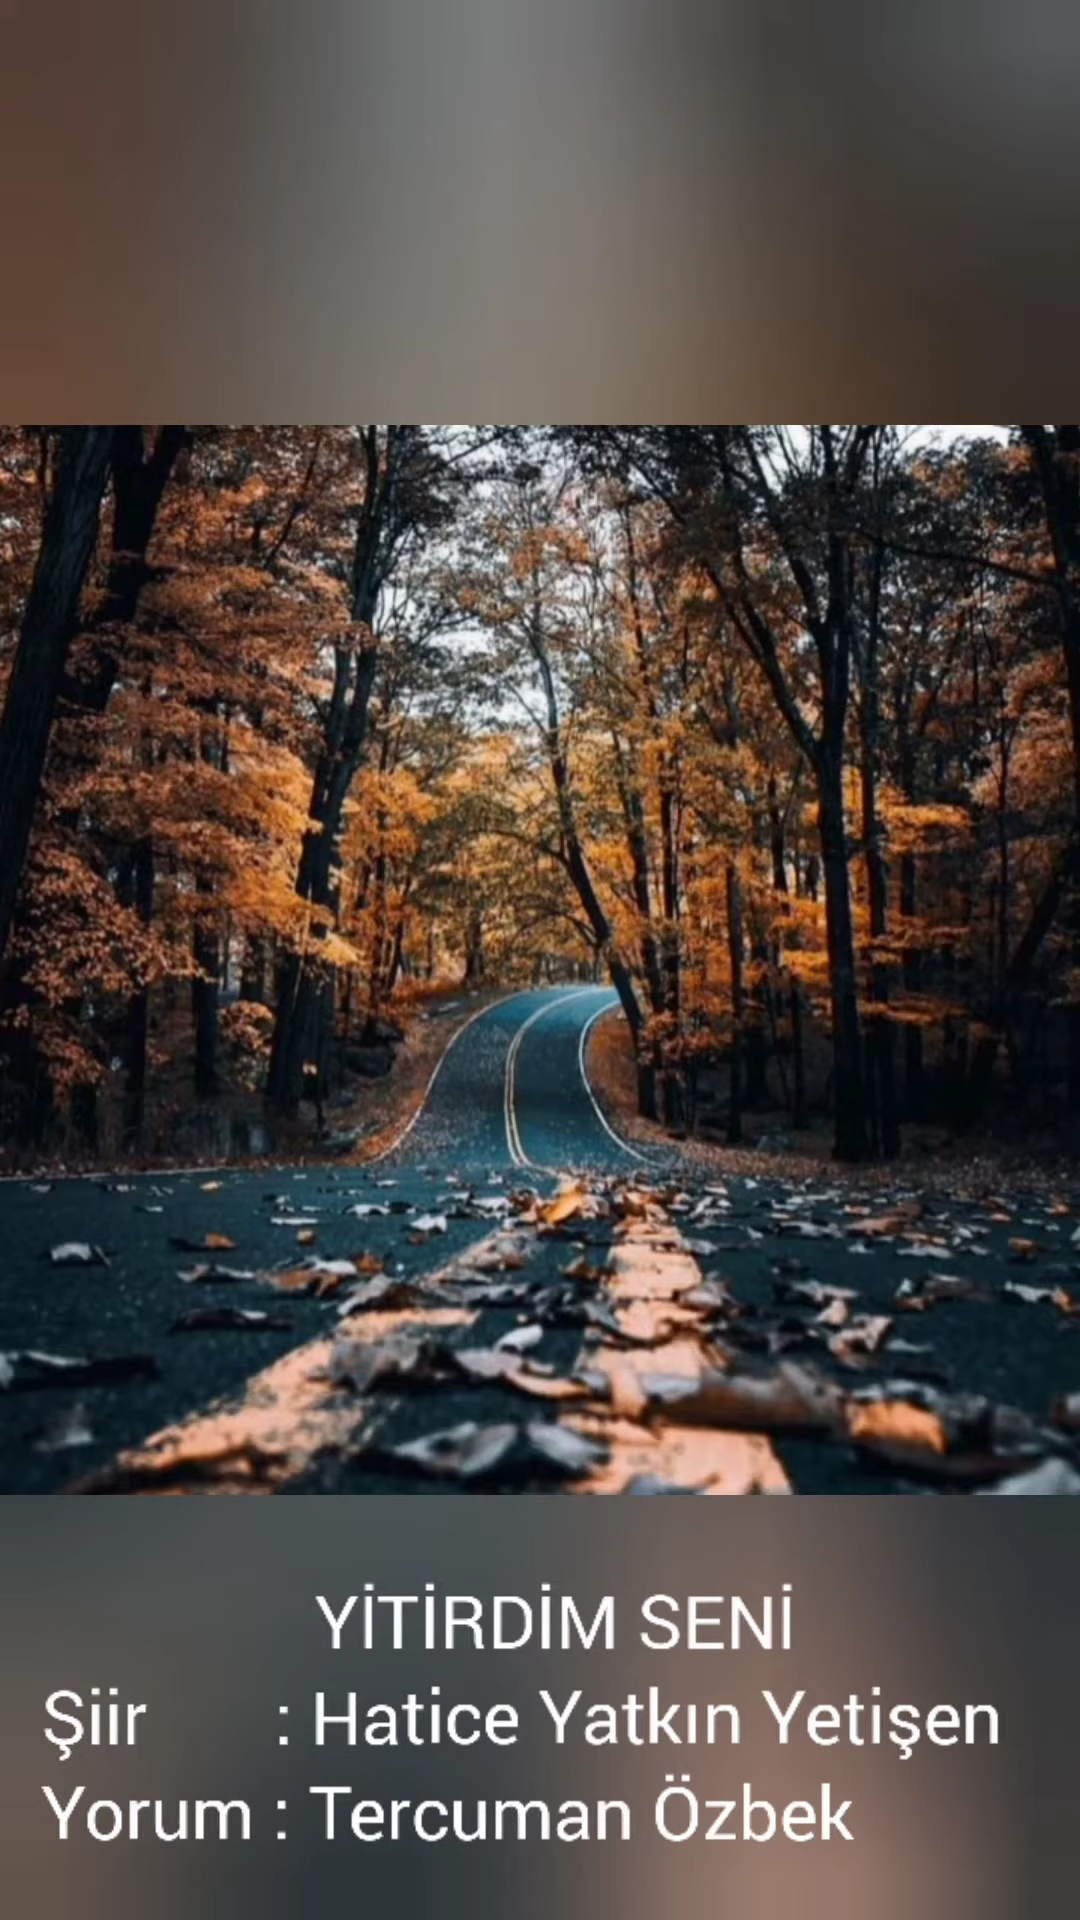 YİTİRDİM SENİ
Şiir : Hatice Yatkın Yetişen
Yorum : Tercuman Özbek